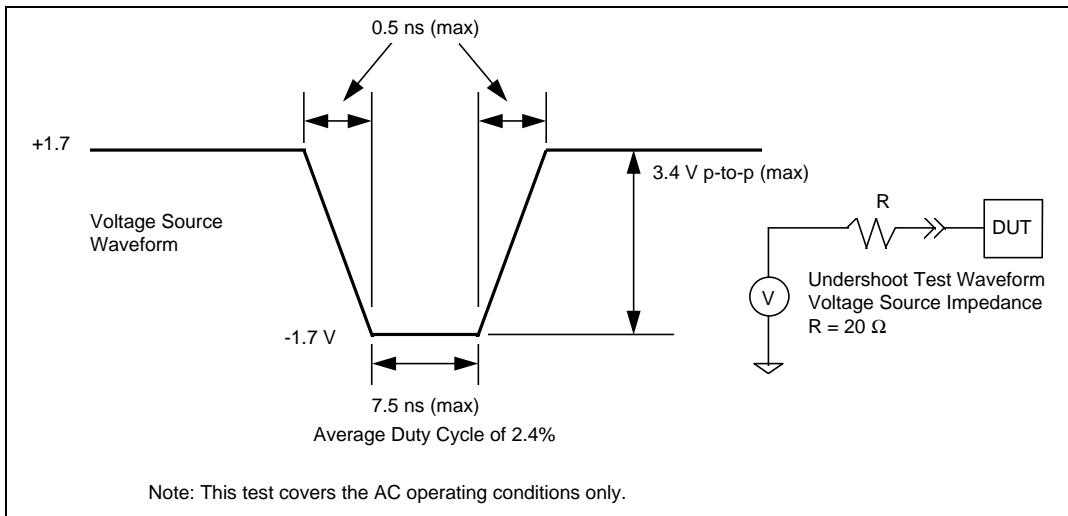 0.5 ns (max)
+1.7
3.4 V p-to-p (max)
Voltage Source
Waveform
R
DUT
V
Undershoot Test Waveform
Voltage Source Impedance
R = 20 Ω
-1.7 V
7.5 ns (max)
Average Duty Cycle of 2.4%
Note: This test covers the AC operating conditions only.